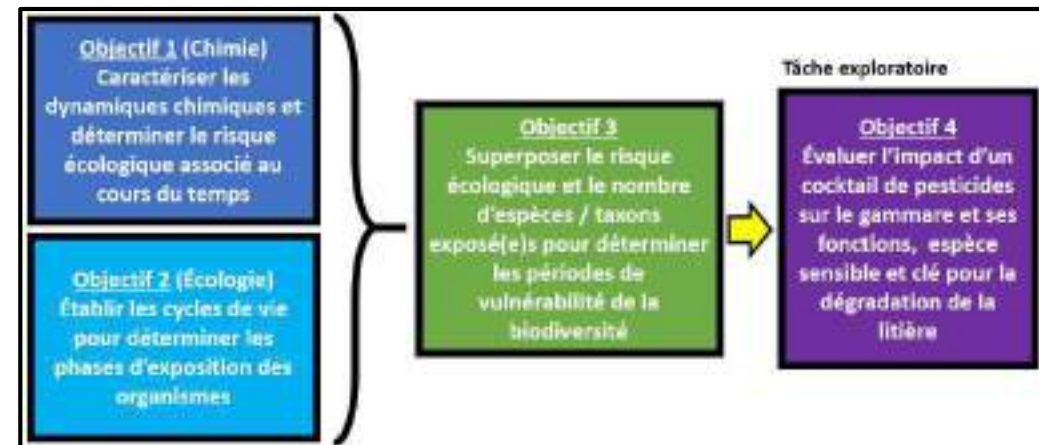 Objectif 1 (Chimie)
Caractériser les
dynamiques chimiques et
déterminer le risque
écologique associé au
cours du temps
Objectif 2 (Écologie)
Établir les cycles de vie
pour déterminer les
phases d'exposition des
organismes
Objectif 3
Superposer le risque
écologique et le nombre
d'espèces / taxons
exposé(e)s pour déterminer
les périodes de
vulnérabilité de la
biodiversité
Tâche exploratoire
Objectif 4
Évaluer l'impact d'un
cocktail de pesticides
sur le gammare et ses
fonctions, espèce
sensible et clé pour la
dégradation de la
litière